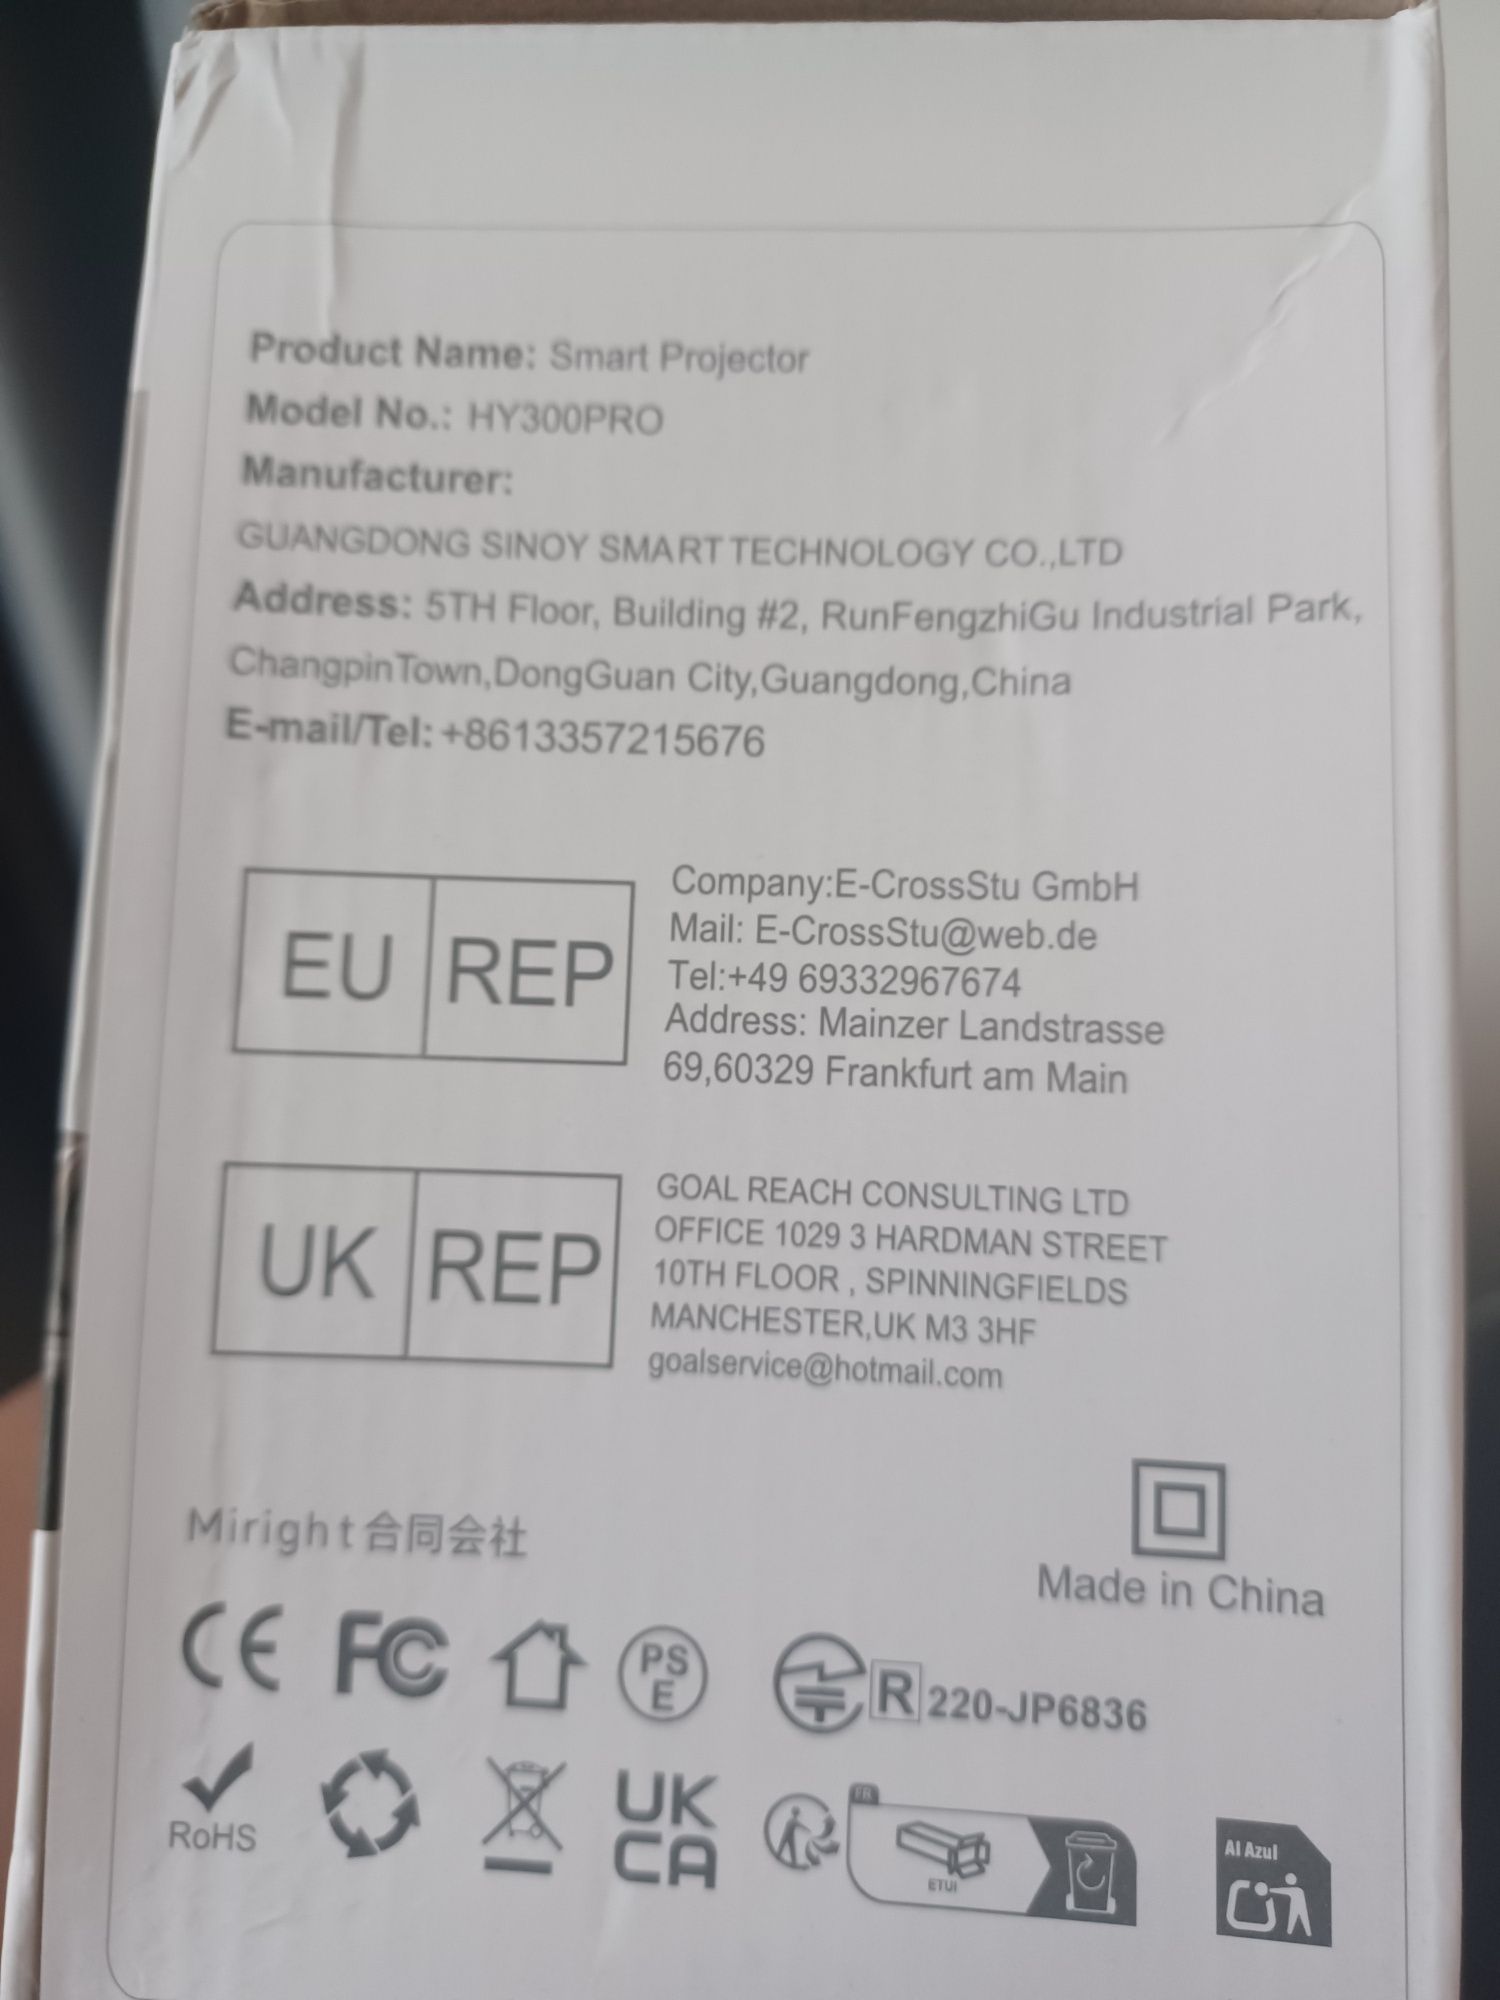 Product Name: Smart Projector
Model No.: HY300PRO
Manufacturer:
GUANGDONG SINOY SMART TECHNOLOGY CO.,LTD
Address: 5TH Floor, Building #2, RunFengzhiGu Industrial Park,
ChangpinTown,DongGuan City,Guangdong,China
E-mail/Tel: +8613357215676
EU REP
Company:E-CrossStu GmbH
Mail: E-CrossStu@web.de
Tel:+49 69332967674
Address: Mainzer Landstrasse
69,60329 Frankfurt am Main
UK REP
GOAL REACH CONSULTING LTD
OFFICE 1029 3 HARDMAN STREET
10TH FLOOR , SPINNINGFIELDS
MANCHESTER,UK M3 3HF
goalservice@hotmail.com
Made in China
Miright合同会社
CE FC PS E R 220-JP6836
RoHS
UK CA
FR
ETUI
Al Azul